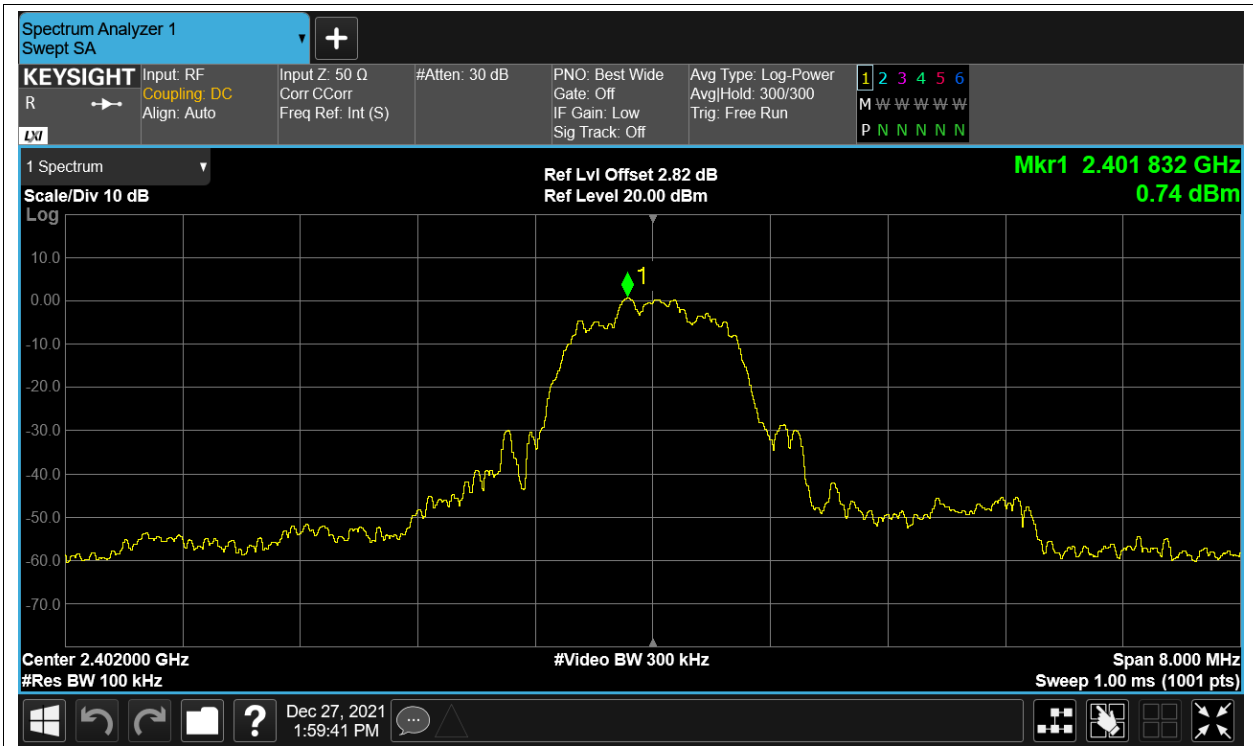 Spectrum Analyzer 1
Swept SA
KEYSIGHT
R
LXI
Input: RF
Coupling: DC
Align: Auto
Input Z: 50 Ω
Corr CCorr
Freq Ref: Int (S)
#Atten: 30 dB
PNO: Best Wide
Gate: Off
IF Gain: Low
Sig Track: Off
Avg Type: Log-Power
Avg|Hold: 300/300
Trig: Free Run
1 2 3 4 5 6
M W W W W W W
P N N N N N
1 Spectrum
Scale/Div 10 dB
Log
Ref Lvl Offset 2.82 dB
Ref Level 20.00 dBm
Mkr1 2.401 832 GHz
0.74 dBm
1
10.0
0.00
-10.0
-20.0
-30.0
-40.0
-50.0
-60.0
-70.0
Center 2.402000 GHz
#Res BW 100 kHz
#Video BW 300 kHz
Span 8.000 MHz
Sweep 1.00 ms (1001 pts)
?
Dec 27, 2021
1:59:41 PM